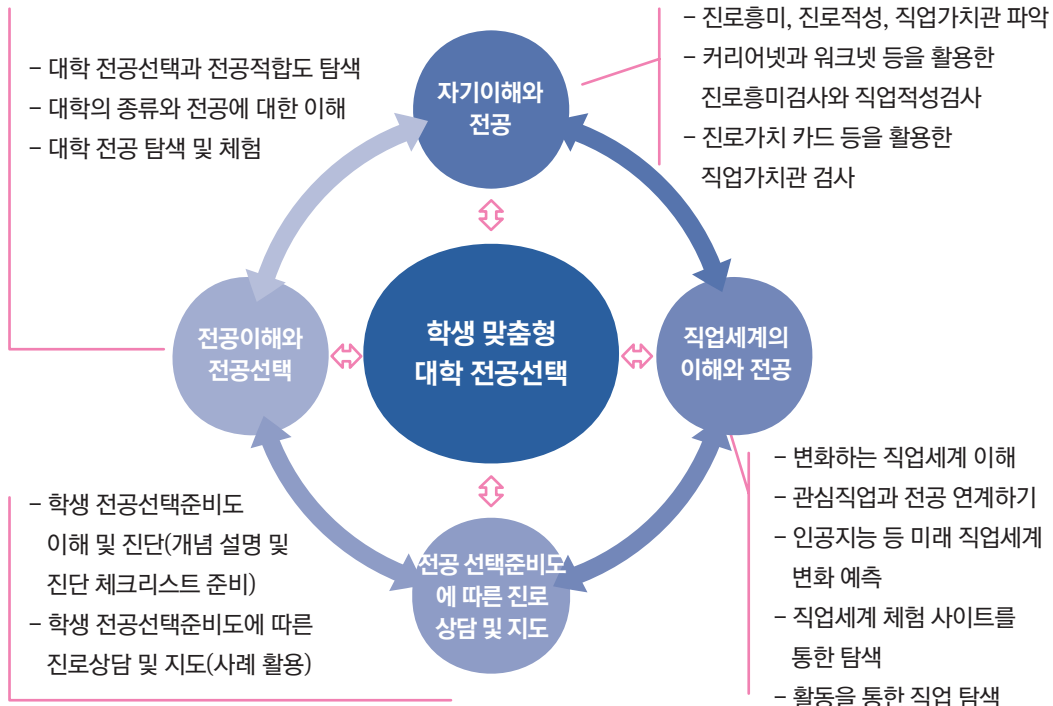 – 진로흥미, 진로적성, 직업가치관 파악
– 커리어넷과 워크넷 등을 활용한
진로흥미검사와 직업적성검사
– 진로가치 카드 등을 활용한
직업가치관 검사
– 대학 전공선택과 전공적합도 탐색
– 대학의 종류와 전공에 대한 이해
– 대학 전공 탐색 및 체험
자기이해와
전공
전공이해와
전공선택
학생 맞춤형
대학 전공선택
직업세계의
이해와 전공
– 변화하는 직업세계 이해
– 관심직업과 전공 연계하기
– 인공지능 등 미래 직업세계
변화 예측
– 직업세계 체험 사이트를
통한 탐색
– 활동을 통한 직업 탐색
– 학생 전공선택준비도
이해 및 진단(개념 설명 및
진단 체크리스트 준비)
– 학생 전공선택준비도에 따른
진로상담 및 지도(사례 활용)
전공 선택준비도
에 따른 진로
상담 및 지도